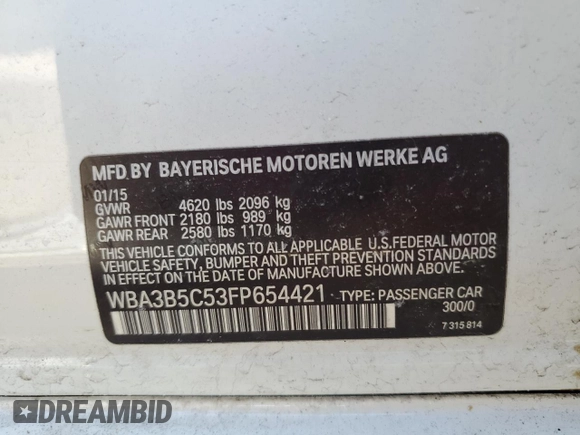 MFD BY BAYERISCHE MOTOREN WERKE AG
01/15
GVWR 4620 lbs 2096 kg
GAWR FRONT 2180 lbs 989 kg
GAWR REAR 2580 lbs 1170 kg
THIS VEHICLE CONFORMS TO ALL APPLICABLE U.S.FEDERAL MOTOR
VEHICLE SAFETY, BUMPER AND THEFT PREVENTION STANDARDS
IN EFFECT ON THE DATE OF MANUFACTURE SHOWN ABOVE.
WBA3B5C53FP654421 TYPE: PASSENGER CAR
300/0
7 315 814
DREAMBID